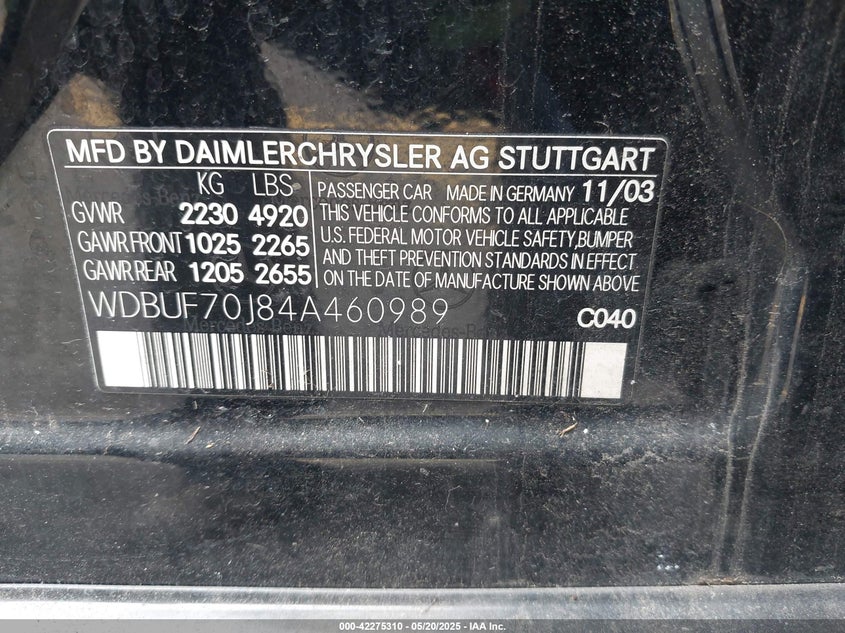 MFD BY DAIMLERCHRYSLER AG STUTTGART
KG LBS
GVWR 2230 4920
GAWR FRONT 1025 2265
GAWR REAR 1205 2655
PASSENGER CAR MADE IN GERMANY 11/03
THIS VEHICLE CONFORMS TO ALL APPLICABLE
U.S. FEDERAL MOTOR VEHICLE SAFETY,BUMPER
AND THEFT PREVENTION STANDARDS IN EFFECT
ON THE DATE OF MANUFACTURE SHOWN ABOVE
WDBUF70J84A460989
C040
Mercedes-Benz
000-42275310 - 05/20/2025 - IAA Inc.